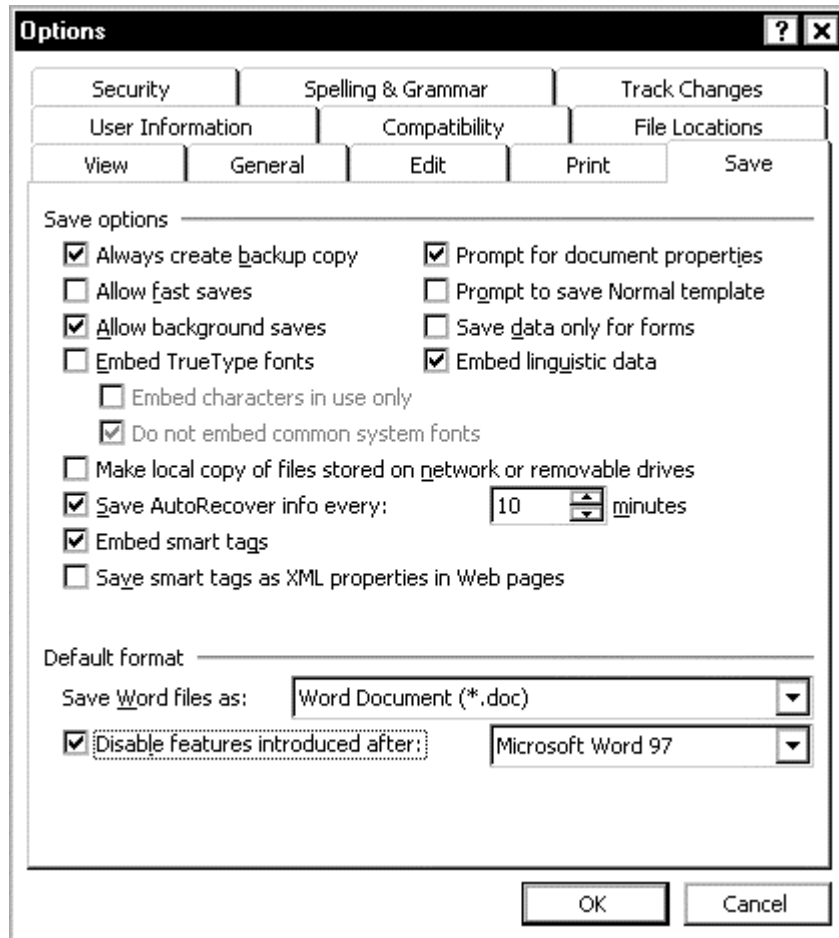 Options
Security Spelling & Grammar Track Changes
User Information Compatibility File Locations
View General Edit Print Save
Save options
Always create backup copy Prompt for document properties
Allow fast saves Prompt to save Normal template
Allow background saves Save data only for forms
Embed TrueType fonts Embed linguistic data
Embed characters in use only
Do not embed common system fonts
Make local copy of files stored on network or removable drives
Save AutoRecover info every: 10 minutes
Embed smart tags
Save smart tags as XML properties in Web pages
Default format
Save Word files as: Word Document (*.doc)
Disable features introduced after: Microsoft Word 97
OK Cancel